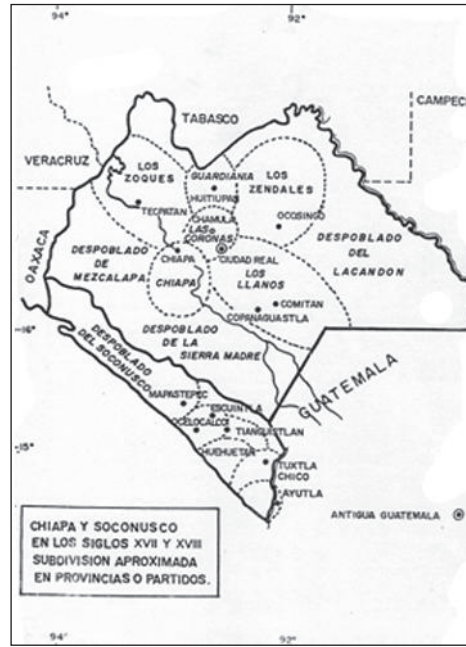 94°
92°
CAMPEC
TABASCO
VERACRUZ
LOS
ZOQUES
GUARDIANIA
HUITIUPAN
LOS
ZENDALES
TECPATAN
CHAMULA
LAS
CORONAS
OCOSINGO
OAXACA
DESPOBLADO
DE
MEZCALAPA
CHIAPA
CIUDAD REAL
DESPOBLADO
DEL
LACANDON
CHIAPA
LOS
LLANOS
COMITAN
COPANAGUASTLA
16°
DESPOBLADO
DE LA
SIERRA MADRE
DESPOBLADO
DEL SOCONUSCO
GUATEMALA
MAPASTEPEC
ESCUINTLA
OCELOCALCO
TIANGUISTLAN
15°
CHUEHUETAN
TUXTLA
CHICO
AYUTLA
ANTIGUA GUATEMALA
CHIAPA Y SOCONUSCO
EN LOS SIGLOS XVII Y XVIII
SUBDIVISION APROXIMADA
EN PROVINCIAS O PARTIDOS.
94°
92°